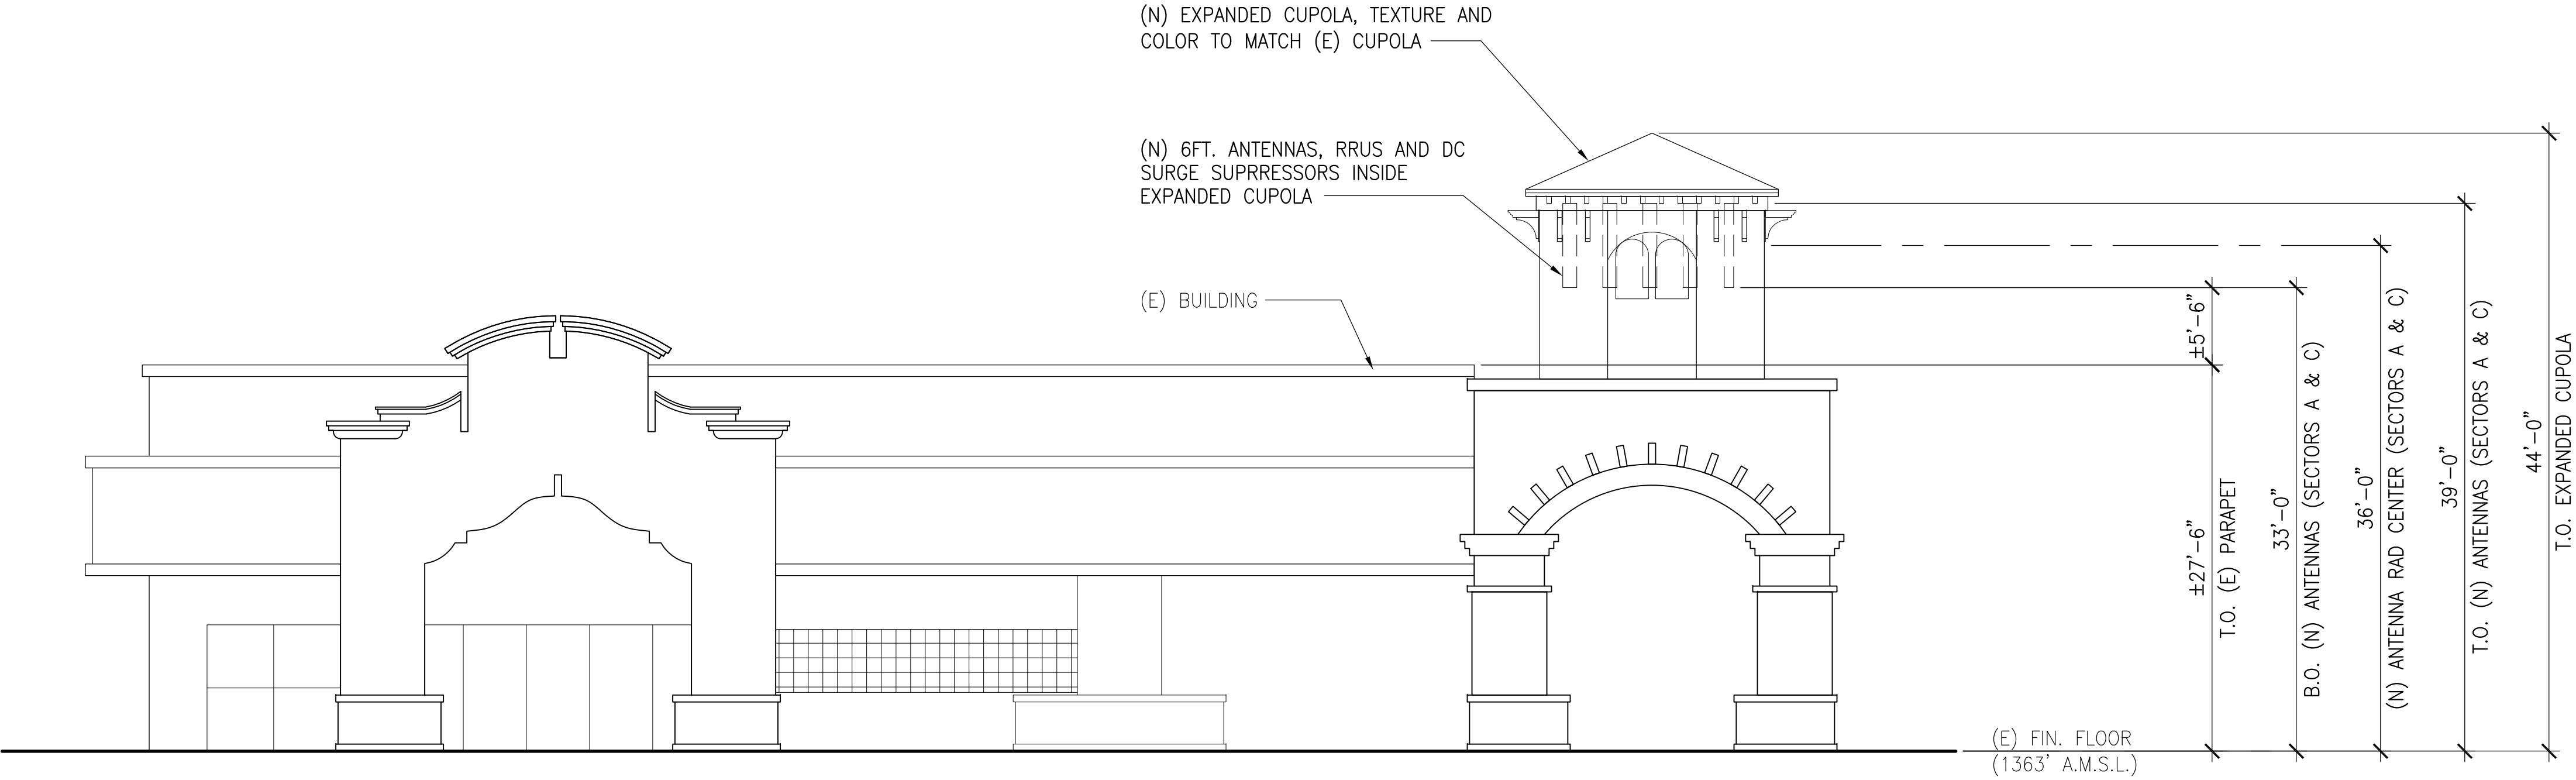 (N) EXPANDED CUPOLA, TEXTURE AND
COLOR TO MATCH (E) CUPOLA
(N) 6FT. ANTENNAS, RRUS AND DC
SURGE SUPRRESSORS INSIDE
EXPANDED CUPOLA
(E) BUILDING
±5'-6"
±27'-6"
T.O. (E) PARAPET
33'-0"
B.O. (N) ANTENNAS (SECTORS A & C)
36'-0"
(N) ANTENNA RAD CENTER (SECTORS A & C)
39'-0"
T.O. (N) ANTENNAS (SECTORS A & C)
44'-0"
T.O. EXPANDED CUPOLA
(E) FIN. FLOOR
(1363' A.M.S.L.)